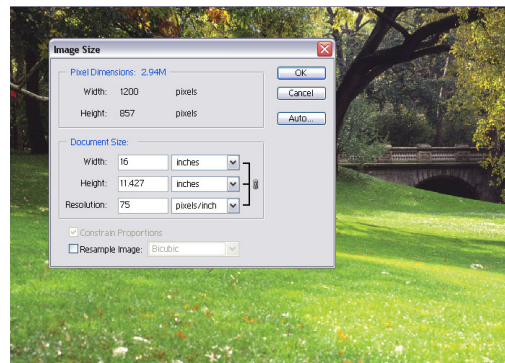 Image Size
Pixel Dimensions: 2.94M
Width: 1200 pixels
Height: 857 pixels
Document Size:
Width: 16 inches
Height: 11.427 inches
Resolution: 75 pixels/inch
Constrain Proportions
Resample Image: Bicubic
OK
Cancel
Auto...